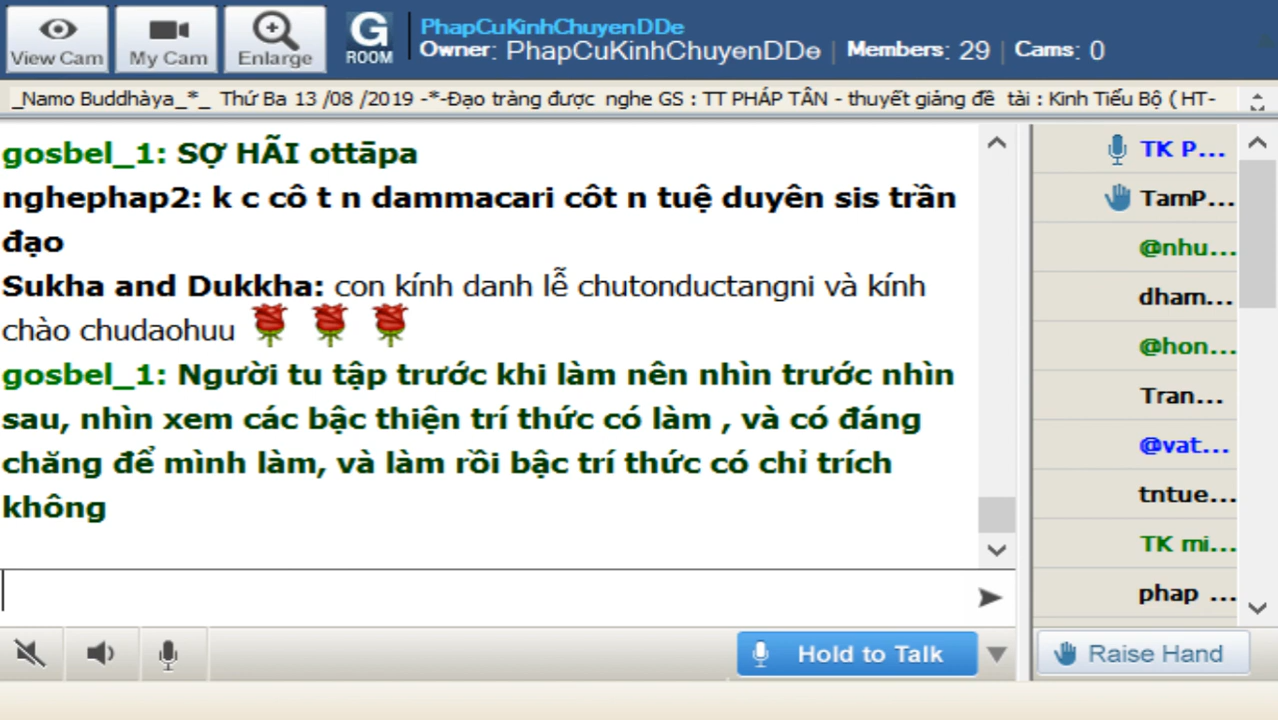 View Cam
My Cam
Enlarge
G
ROOM
PhapCuKinhChuyenDDe
Owner: PhapCuKinhChuyenDDe | Members: 29 | Cams: 0
_Namo Buddhàya_*_ Thứ Ba 13 /08 /2019 -*-Đạo tràng được nghe GS : TT PHÁP TÂN - thuyết giảng đề tài : Kinh Tiểu Bộ ( HT-
gosbel_1: SỢ HÃI ottāpa
nghephap2: k c cô t n dammacari côt n tuệ duyên sis trần
đạo
Sukha and Dukkha: con kính danh lễ chutonductangni và kính
chào chudaohuu
gosbel_1: Người tu tập trước khi làm nên nhìn trước nhìn
sau, nhìn xem các bậc thiện trí thức có làm , và có đáng
chăng để mình làm, và làm rồi bậc trí thức có chỉ trích
không
TK P...
TamP...
@nhu...
dham...
@hon...
Tran...
@vat...
tntue...
TK mi...
phap ...
Hold to Talk
Raise Hand